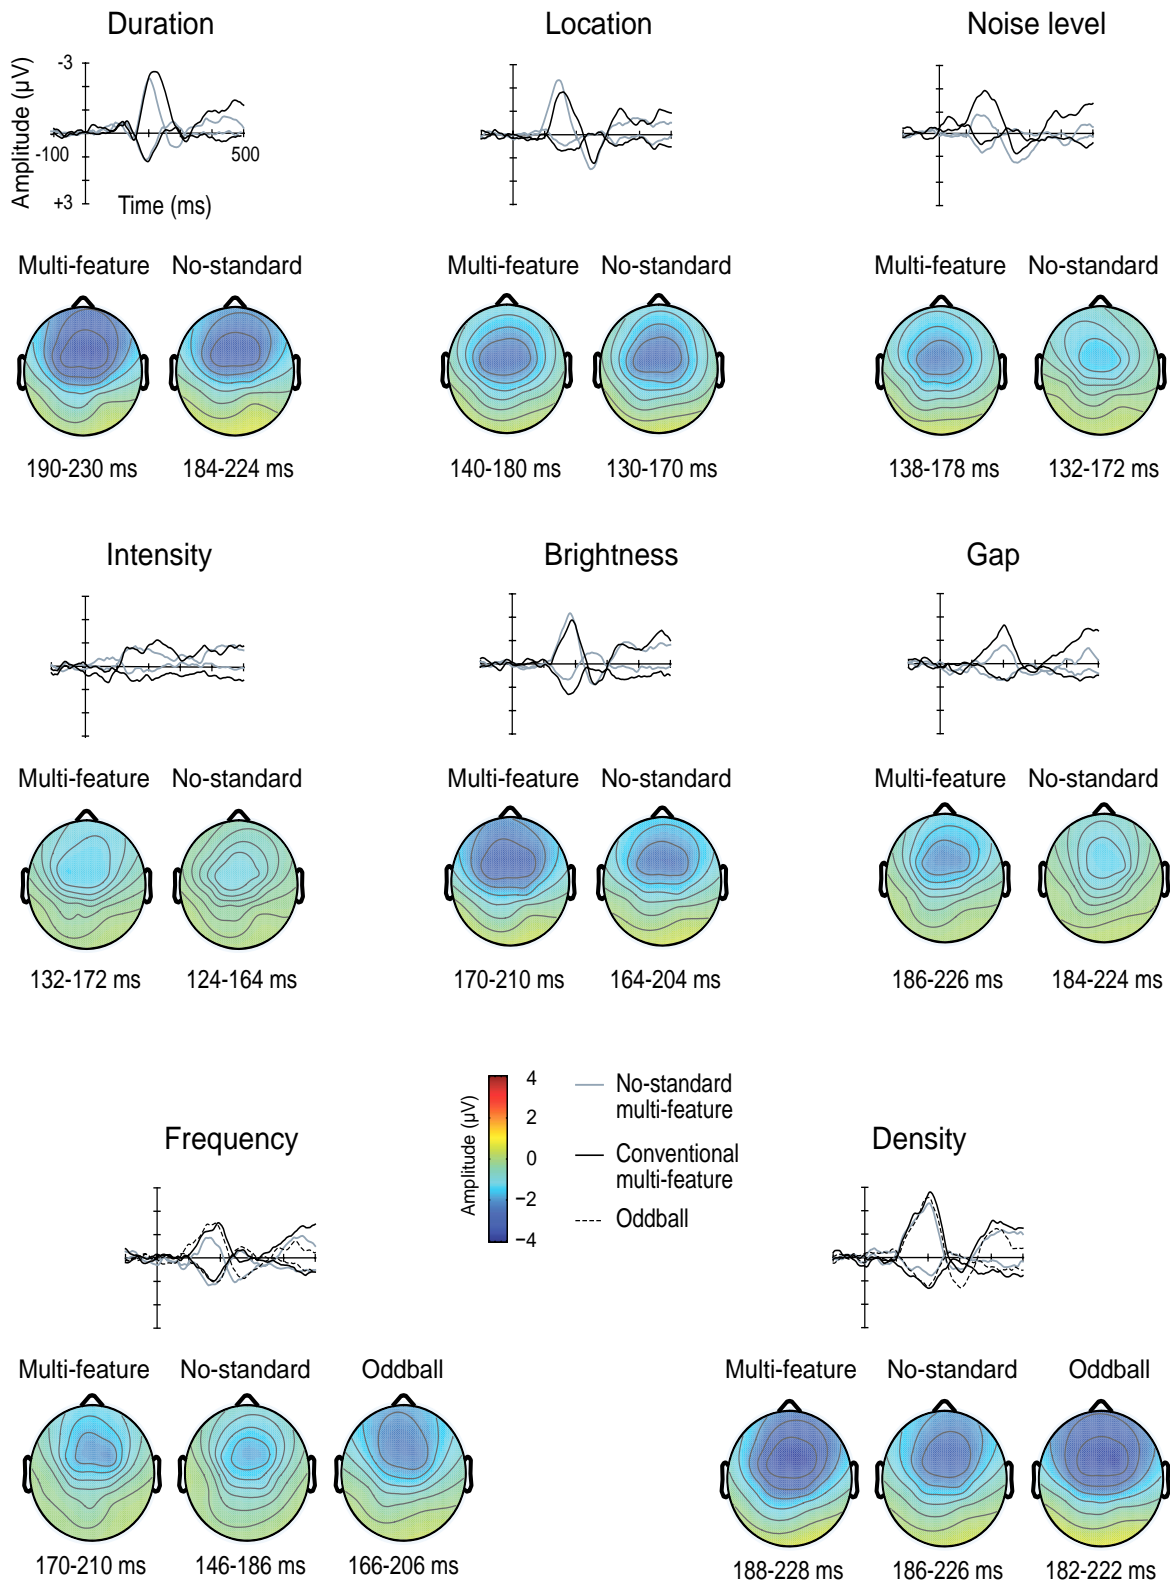 Duration
Location
Noise level
-3
Amplitude (µV)
-100
500
+3
Time (ms)
Multi-feature No-standard
Multi-feature No-standard
Multi-feature No-standard
190-230 ms 184-224 ms
140-180 ms 130-170 ms
138-178 ms 132-172 ms
Intensity
Brightness
Gap
Multi-feature No-standard
Multi-feature No-standard
Multi-feature No-standard
132-172 ms 124-164 ms
170-210 ms 164-204 ms
186-226 ms 184-224 ms
Amplitude (µV)
4
2
0
−2
−4
No-standard
multi-feature
Conventional
multi-feature
Oddball
Frequency
Density
Multi-feature No-standard Oddball
Multi-feature No-standard Oddball
170-210 ms 146-186 ms 166-206 ms
188-228 ms 186-226 ms 182-222 ms